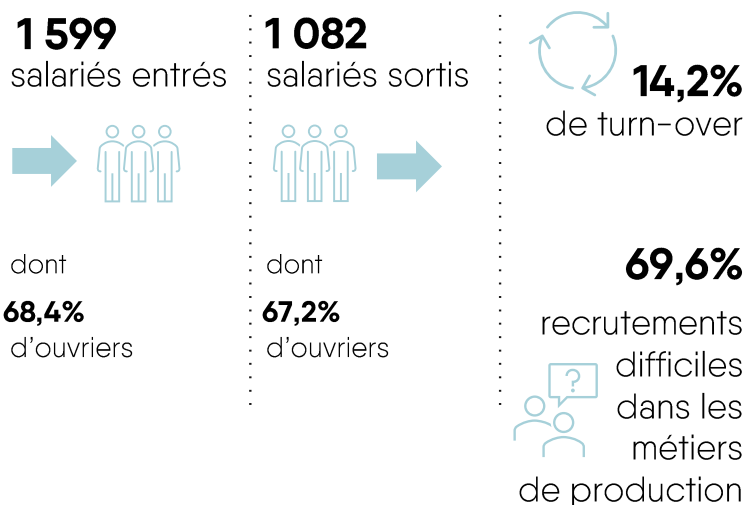 1 599
salariés entrés
dont
68,4%
d'ouvriers
1 082
salariés sortis
dont
67,2%
d'ouvriers
14,2%
de turn-over
69,6%
recrutements
difficiles
?
dans les
métiers
de production